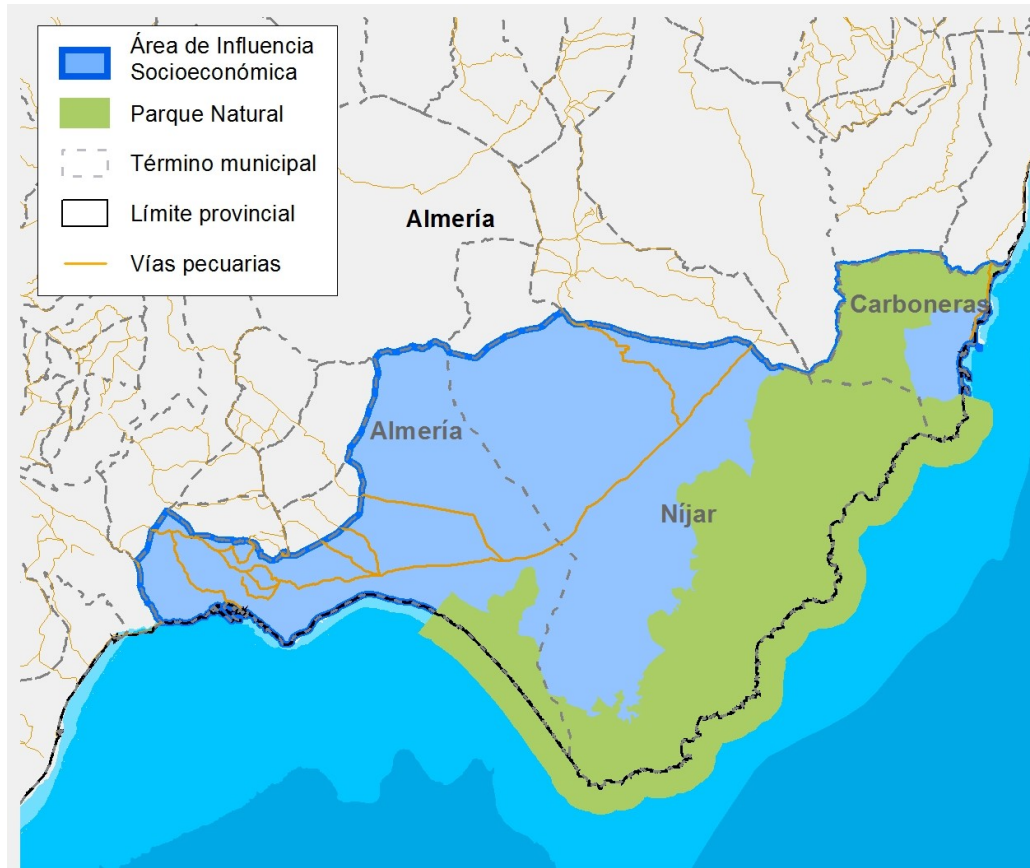 Área de Influencia
Socioeconómica
Parque Natural
Término municipal
Límite provincial
Vías pecuarias
Almería
Carboneras
Almería
Níjar